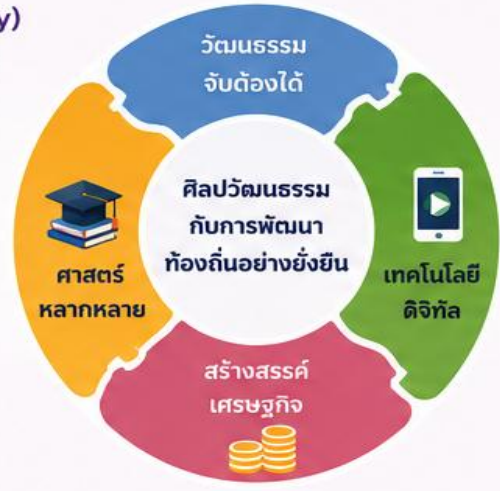 y)
วัฒนธรรม
จับต้องได้
ศิลปวัฒนธรรม
กับการพัฒนา
ท้องถิ่นอย่างยั่งยืน
ศาสตร์
หลากหลาย
เทคโนโลยี
ดิจิทัล
สร้างสรรค์
เศรษฐกิจ